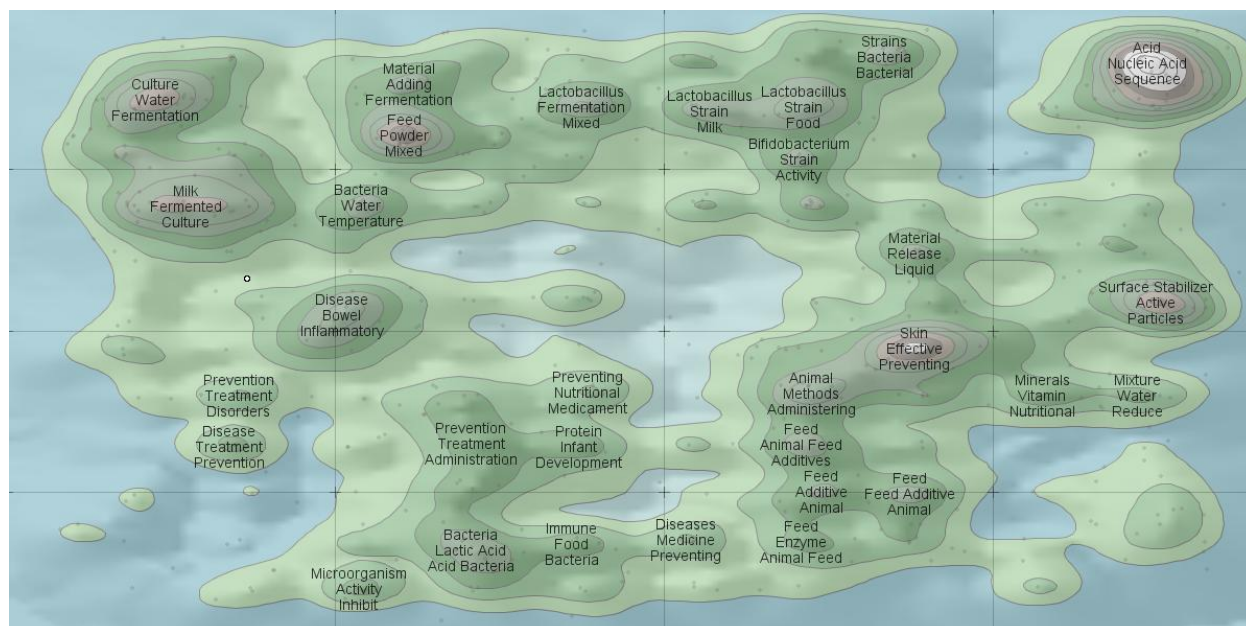 Strains
Bacteria
Bacterial
Acid
Nucleic Acid
Sequence
Culture
Water
Fermentation
Material
Adding
Fermentation
Feed
Powder
Mixed
Lactobacillus
Fermentation
Mixed
Lactobacillus
Strain
Milk
Lactobacillus
Strain
Food
Bifidobacterium
Strain
Activity
Milk
Fermented
Culture
Bacteria
Water
Temperature
Material
Release
Liquid
Disease
Bowel
Inflammatory
Surface Stabilizer
Active
Particles
Skin
Effective
Preventing
Prevention
Treatment
Disorders
Preventing
Nutritional
Medicament
Animal
Methods
Administering
Minerals
Vitamin
Nutritional
Mixture
Water
Reduce
Disease
Treatment
Prevention
Prevention
Treatment
Administration
Protein
Infant
Development
Feed
Animal Feed
Additives
Feed
Additive
Animal
Feed
Feed Additive
Animal
Bacteria
Lactic Acid
Acid Bacteria
Immune
Food
Bacteria
Diseases
Medicine
Preventing
Feed
Enzyme
Animal Feed
Microorganism
Activity
Inhibit